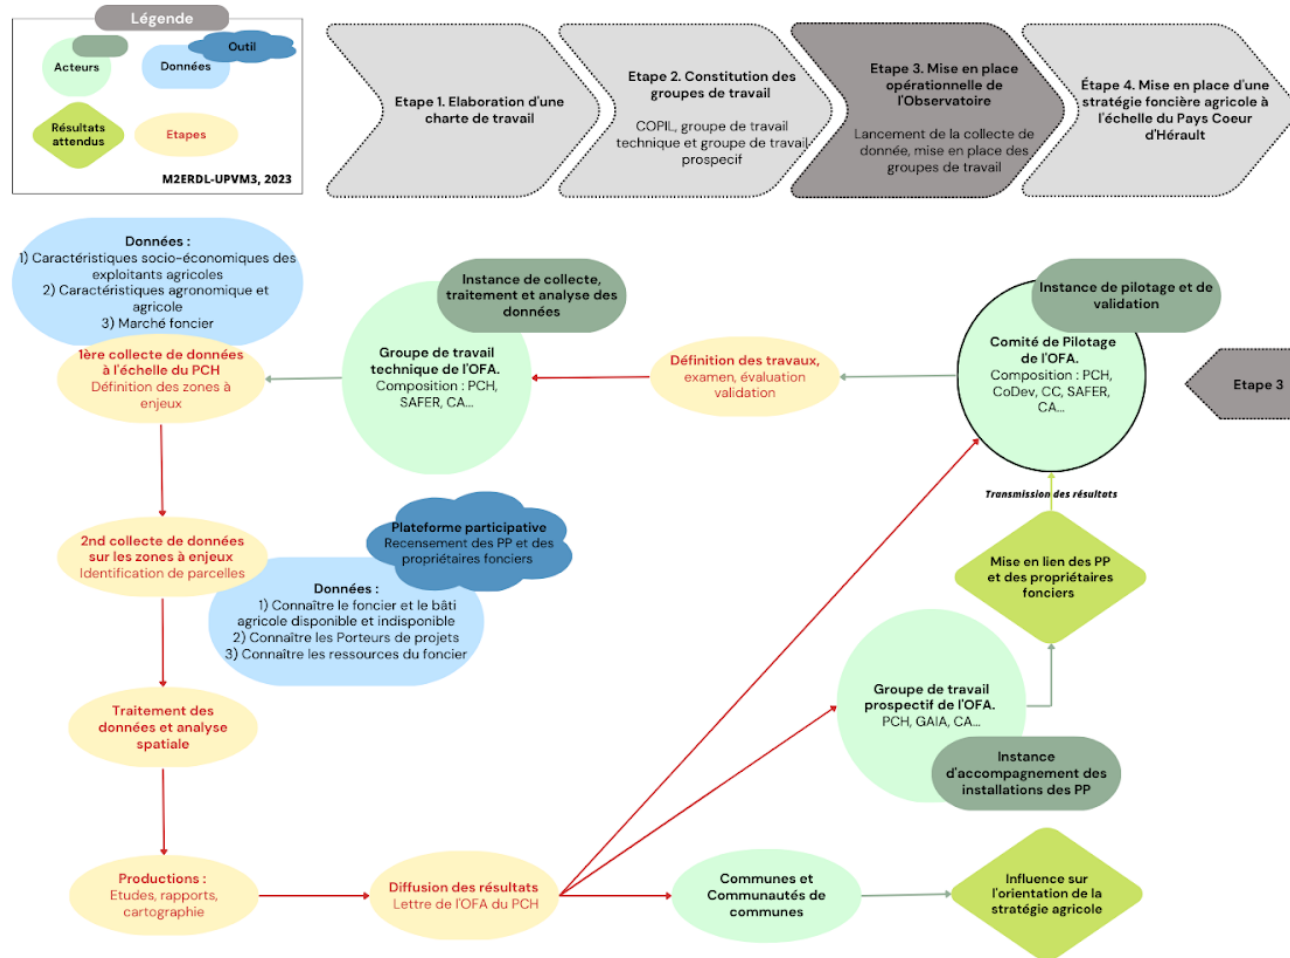 Légende
Acteurs
Données
Outil
Résultats
attendus
Etapes
M2ERDL-UPVM3, 2023
Etape 1. Elaboration d'une
charte de travail
Etape 2. Constitution des
groupes de travail
COPIL, groupe de travail
technique et groupe de travail
prospecif
Etape 3. Mise en place
opérationnelle de
l'Observatoire
Lancement de la collecte de
donnée, mise en place des
groupes de travail
Étape 4. Mise en place d'une
stratégie foncière agricole à
l'échelle du Pays Coeur
d'Hérault
Données :
1) Caractéristiques socio-économiques des
exploitants agricoles
2) Caractéristiques agronomique et
agricole
3) Marché foncier
1ère collecte de données
à l'échelle du PCH
Définition des zones à
enjeux
Instance de collecte,
traitement et analyse des
données
Groupe de travail
technique de l'OFA.
Composition : PCH,
SAFER, CA...
Définition des travaux,
examen, évaluation
validation
Instance de pilotage et de
validation
Comité de Pilotage
de l'OFA.
Composition : PCH,
CoDev, CC, SAFER,
CA...
Etape 3
Transmission des résultats
2nd collecte de données
sur les zones à enjeux
Identification de parcelles
Plateforme participative
Recensement des PP et des
propriétaires fonciers
Données :
1) Connaître le foncier et le bâti
agricole disponible et indisponible
2) Connaître les Porteurs de projets
3) Connaître les ressources du foncier
Mise en lien des PP
et des propriétaires
fonciers
Groupe de travail
prospectif de l'OFA.
PCH, GAIA, CA...
Instance
d'accompagnement des
installations des PP
Traitement des
données et analyse
spatiale
Productions :
Etudes, rapports,
cartographie
Diffusion des résultats
Lettre de l'OFA du PCH
Communes et
Communautés de
communes
Influence sur
l'orientation de la
stratégie agricole